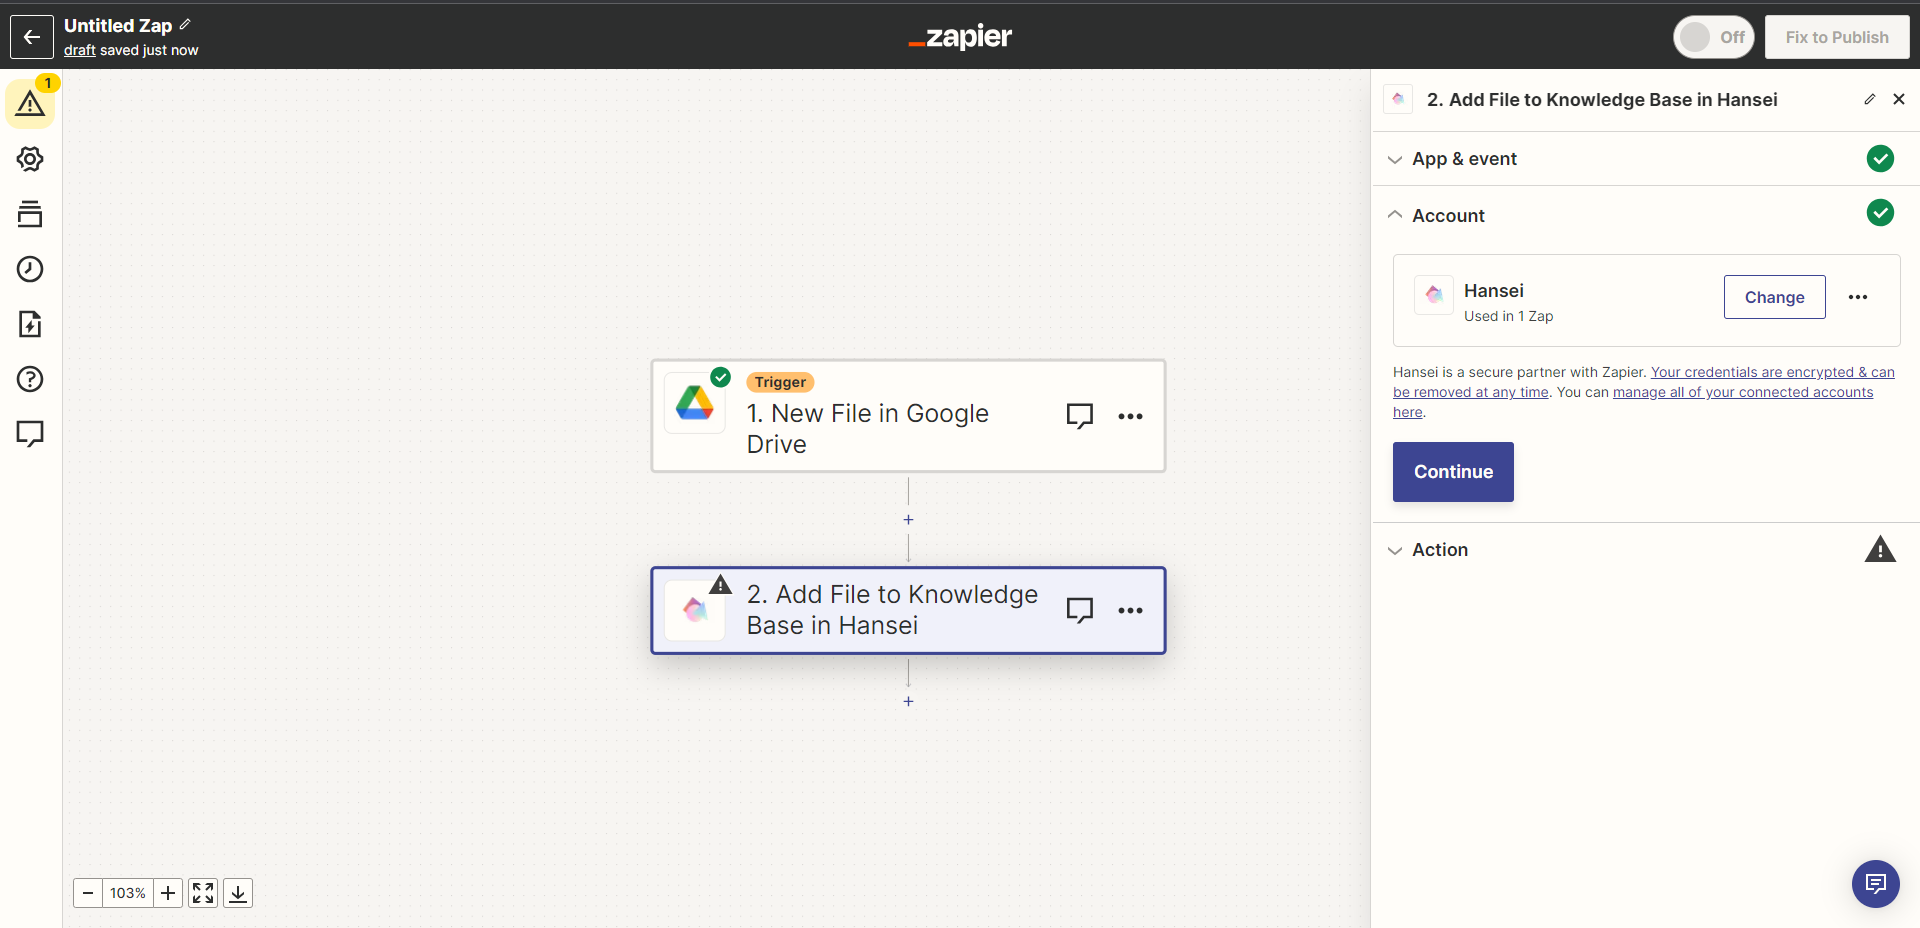 Untitled Zap
draft saved just now
zapier
Off
Fix to Publish
1
Trigger
1. New File in Google
Drive
+
2. Add File to Knowledge
Base in Hansei
+
103%
2. Add File to Knowledge Base in Hansei
App & event
Account
Hansei
Used in 1 Zap
Change
Hansei is a secure partner with Zapier. Your credentials are encrypted & can
be removed at any time. You can manage all of your connected accounts
here.
Continue
Action